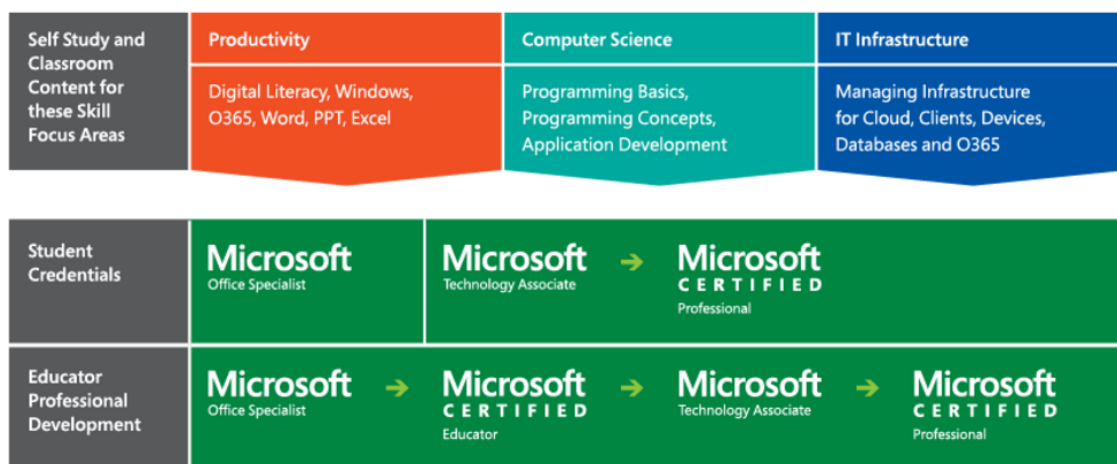 Self Study and
Classroom
Content for
these Skill
Focus Areas
Productivity
Digital Literacy, Windows,
O365, Word, PPT, Excel
Computer Science
Programming Basics,
Programming Concepts,
Application Development
IT Infrastructure
Managing Infrastructure
for Cloud, Clients, Devices,
Databases and O365
Student
Credentials
Microsoft
Office Specialist
Microsoft
Technology Associate
Microsoft
CERTIFIED
Professional
Educator
Professional
Development
Microsoft
Office Specialist
Microsoft
CERTIFIED
Educator
Microsoft
Technology Associate
Microsoft
CERTIFIED
Professional